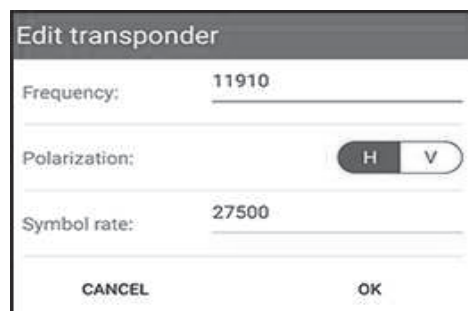 Edit transponder
Frequency: 11910
Polarization: H V
Symbol rate: 27500
CANCEL OK